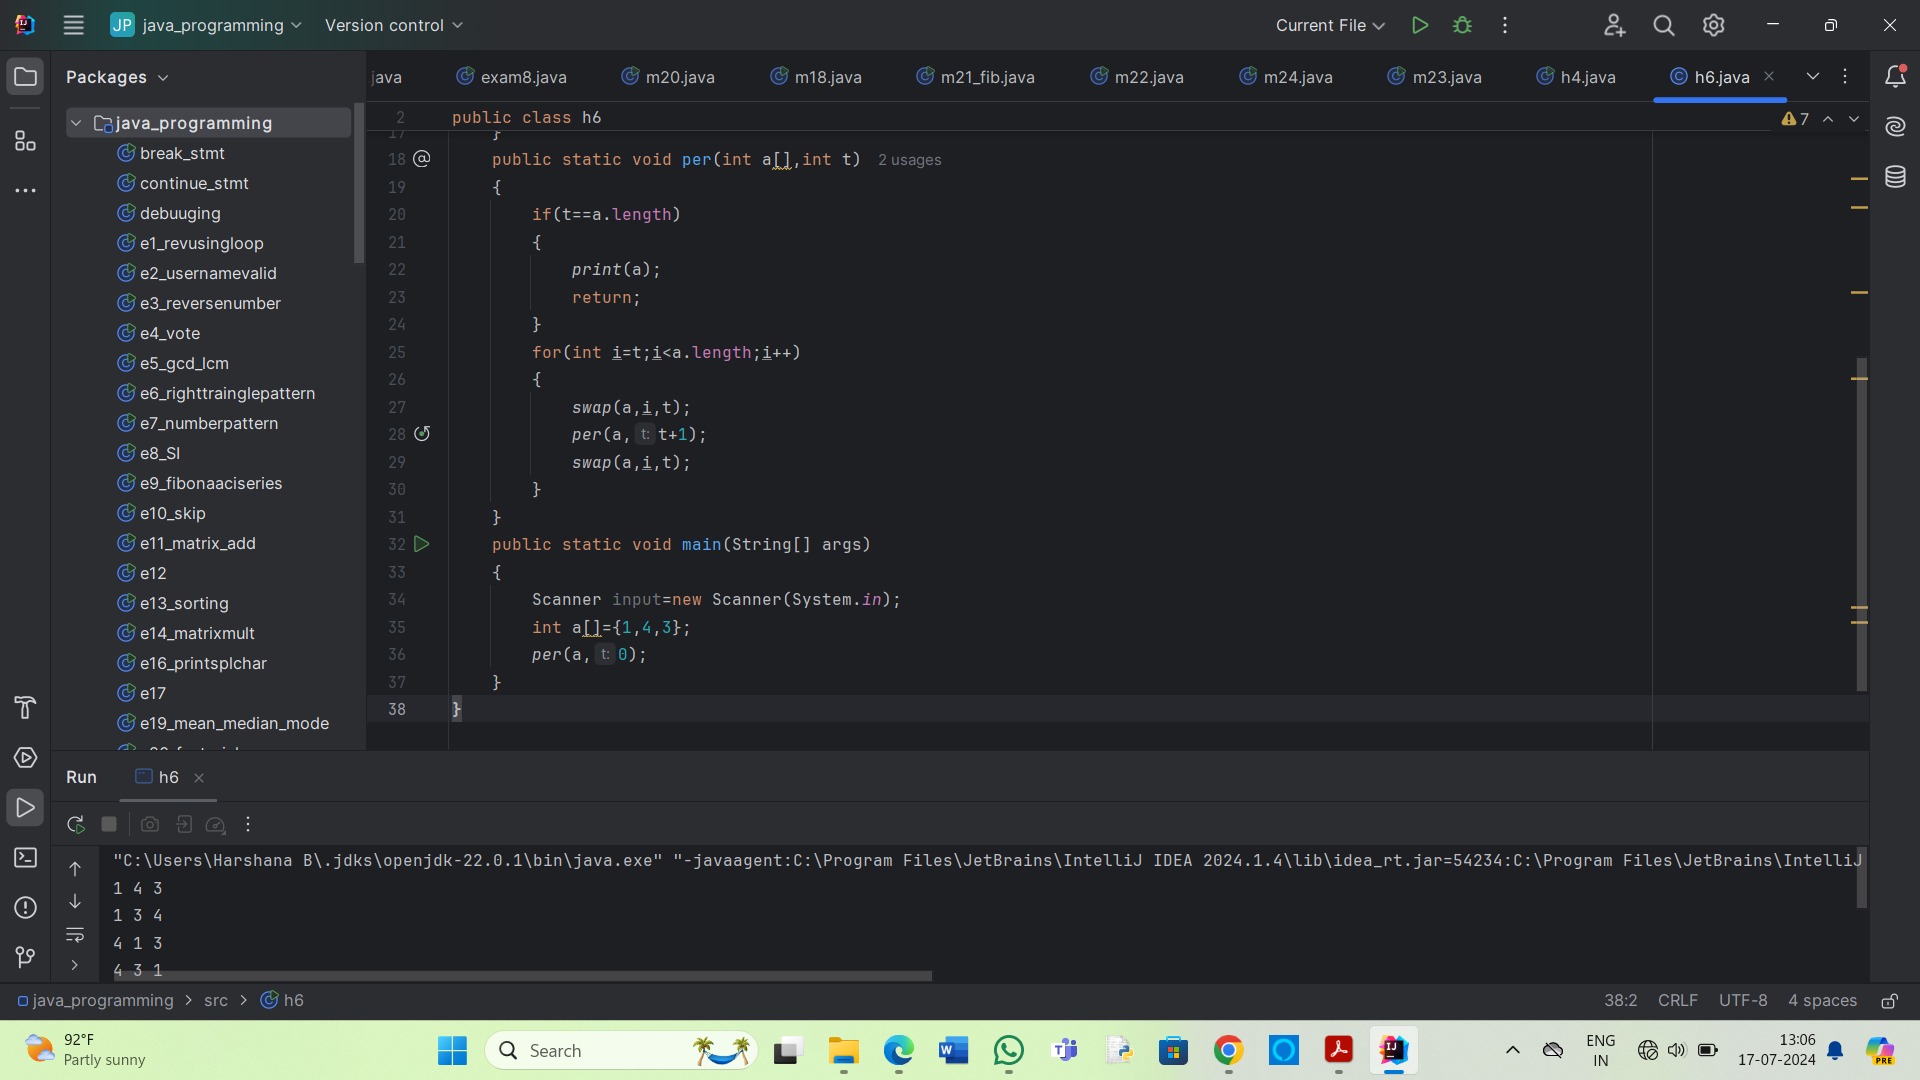 JP java_programming Version control Current File
Packages
java exam8.java m20.java m18.java m21_fib.java m22.java m24.java m23.java h4.java h6.java
java_programming
break_stmt
continue_stmt
debuuging
e1_revusingloop
e2_usernamevalid
e3_reversenumber
e4_vote
e5_gcd_lcm
e6_righttrainglepattern
e7_numberpattern
e8_SI
e9_fibonaaciseries
e10_skip
e11_matrix_add
e12
e13_sorting
e14_matrixmult
e16_printsplchar
e17
e19_mean_median_mode
2 public class h6
7
17 }
18 public static void per(int a[],int t) 2 usages
19 {
20 if(t==a.length)
21 {
22 print(a);
23 return;
24 }
25 for(int i=t;i<a.length;i++)
26 {
27 swap(a,i,t);
28 per(a, t: t+1);
29 swap(a,i,t);
30 }
31 }
32 public static void main(String[] args)
33 {
34 Scanner input=new Scanner(System.in);
35 int a[]={1,4,3};
36 per(a, t: 0);
37 }
38 }
Run h6
"C:\Users\Harshana B\.jdks\openjdk-22.0.1\bin\java.exe" "-javaagent:C:\Program Files\JetBrains\IntelliJ IDEA 2024.1.4\lib\idea_rt.jar=54234:C:\Program Files\JetBrains\IntelliJ
1 4 3
1 3 4
4 1 3
4 3 1
java_programming > src > h6 38:2 CRLF UTF-8 4 spaces
92°F
Partly sunny
Search
ENG
IN
13:06
17-07-2024
PRE